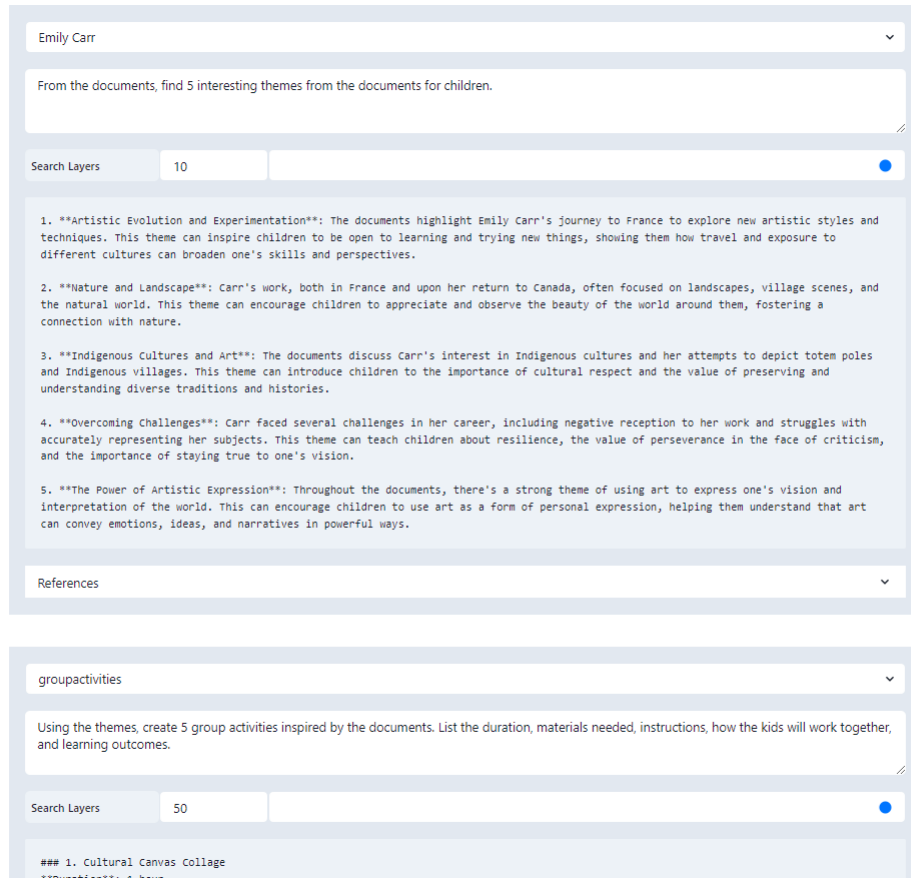 Emily Carr
From the documents, find 5 interesting themes from the documents for children.
Search Layers 10
1. **Artistic Evolution and Experimentation**: The documents highlight Emily Carr's journey to France to explore new artistic styles and
techniques. This theme can inspire children to be open to learning and trying new things, showing them how travel and exposure to
different cultures can broaden one's skills and perspectives.
2. **Nature and Landscape**: Carr's work, both in France and upon her return to Canada, often focused on landscapes, village scenes, and
the natural world. This theme can encourage children to appreciate and observe the beauty of the world around them, fostering a
connection with nature.
3. **Indigenous Cultures and Art**: The documents discuss Carr's interest in Indigenous cultures and her attempts to depict totem poles
and Indigenous villages. This theme can introduce children to the importance of cultural respect and the value of preserving and
understanding diverse traditions and histories.
4. **Overcoming Challenges**: Carr faced several challenges in her career, including negative reception to her work and struggles with
accurately representing her subjects. This theme can teach children about resilience, the value of perseverance in the face of criticism,
and the importance of staying true to one's vision.
5. **The Power of Artistic Expression**: Throughout the documents, there's a strong theme of using art to express one's vision and
interpretation of the world. This can encourage children to use art as a form of personal expression, helping them understand that art
can convey emotions, ideas, and narratives in powerful ways.
References
groupactivities
Using the themes, create 5 group activities inspired by the documents. List the duration, materials needed, instructions, how the kids will work together,
and learning outcomes.
Search Layers 50
### 1. Cultural Canvas Collage
**Duration**: 1 hour